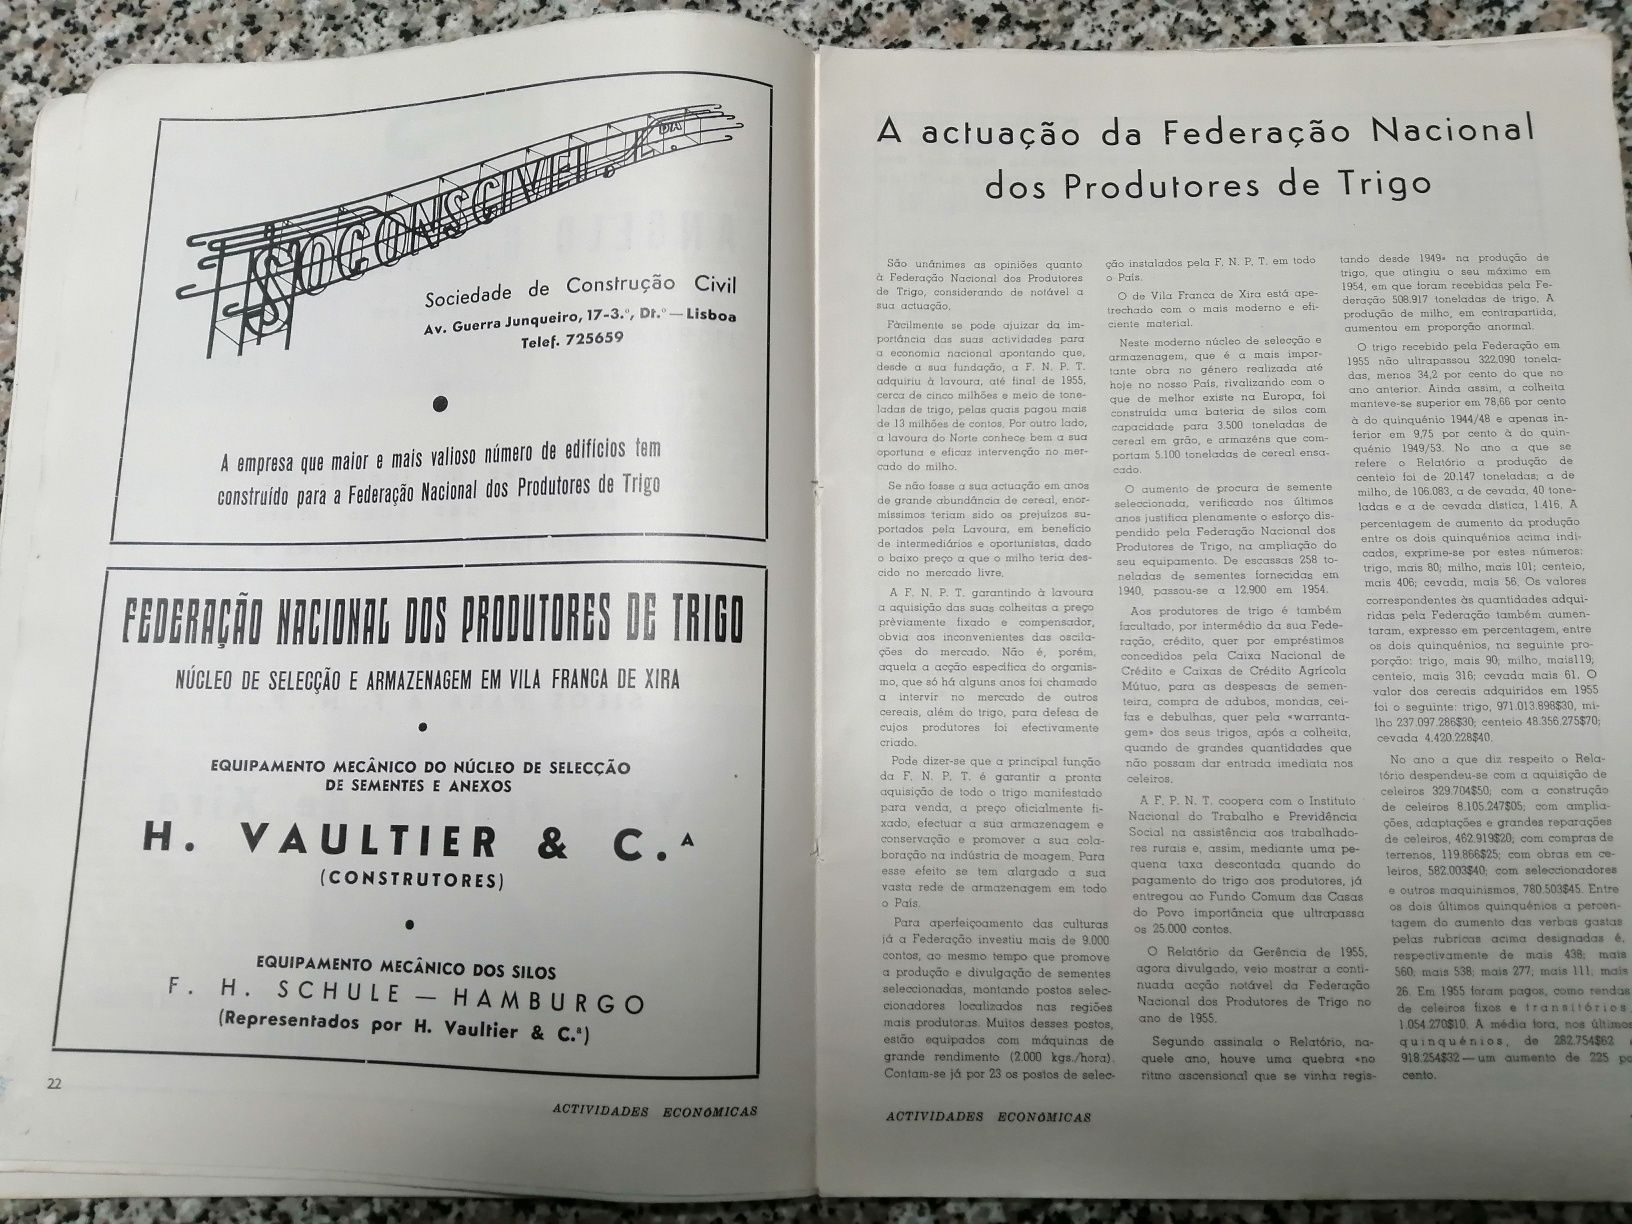 SOCONSCIVEL, L.DA
Sociedade de Construção Civil
Av. Guerra Junqueiro, 17-3.º, Dt.º — Lisboa
Telef. 725659
A empresa que maior e mais valioso número de edifícios tem
construído para a Federação Nacional dos Produtores de Trigo
FEDERAÇÃO NACIONAL DOS PRODUTORES DE TRIGO
NÚCLEO DE SELECÇÃO E ARMAZENAGEM EM VILA FRANCA DE XIRA
EQUIPAMENTO MECÂNICO DO NÚCLEO DE SELECÇÃO
DE SEMENTES E ANEXOS
H. VAULTIER & C.ª
(CONSTRUTORES)
EQUIPAMENTO MECÂNICO DOS SILOS
F. H. SCHULE — HAMBURGO
(Representados por H. Vaultier & C.ª)
22
ACTIVIDADES ECONÓMICAS
A actuação da Federação Nacional
dos Produtores de Trigo
São unânimes as opiniões quanto
à Federação Nacional dos Produtores
de Trigo, considerando de notável a
sua actuação.
Fàcilmente se pode ajuizar da im-
portância das suas actividades para
a economia nacional apontando que,
desde a sua fundação, a F. N. P. T.
adquiriu à lavoura, até final de 1955,
cerca de cinco milhões e meio de tone-
ladas de trigo, pelas quais pagou mais
de 13 milhões de contos. Por outro lado,
a lavoura do Norte conhece bem a sua
oportuna e eficaz intervenção no mer-
cado do milho.
Se não fosse a sua actuação em anos
de grande abundância de cereal, enor-
míssimos teriam sido os prejuízos su-
portados pela Lavoura, em benefício
de intermediários e oportunistas, dado
o baixo preço a que o milho teria des-
cido no mercado livre.
A F. N. P. T. garantindo à lavoura
a aquisição das suas colheitas a preço
prèviamente fixado e compensador,
obvia aos inconvenientes das oscila-
ções do mercado. Não é, porém,
aquela a acção específica do organis-
mo, que só há alguns anos foi chamado
a intervir no mercado de outros
cereais, além do trigo, para defesa de
cujos produtores foi efectivamente
criado.
Pode dizer-se que a principal função
da F. N. P. T. é garantir a pronta
aquisição de todo o trigo manifestado
para venda, a preço oficialmente fi-
xado, efectuar a sua armazenagem e
conservação e promover a sua cola-
boração na indústria de moagem. Para
esse efeito se tem alargado a sua
vasta rede de armazenagem em todo
o País.
Para aperfeiçoamento das culturas
já a Federação investiu mais de 9.000
contos, ao mesmo tempo que promove
a produção e divulgação de sementes
seleccionadas, montando postos selec-
cionadores localizados nas regiões
mais produtoras. Muitos desses postos,
estão equipados com máquinas de
grande rendimento (2.000 kgs./hora).
Contam-se já por 23 os postos de selec-
ção instalados pela F. N. P. T. em todo
o País.
O de Vila Franca de Xira está ape-
trechado com o mais moderno e efi-
ciente material.
Neste moderno núcleo de selecção e
armazenagem, que é a mais impor-
tante obra no género realizada até
hoje no nosso País, rivalizando com o
que de melhor existe na Europa, foi
construída uma bateria de silos com
capacidade para 3.500 toneladas de
cereal em grão, e armazéns que com-
portam 5.100 toneladas de cereal ensa-
cado.
O aumento de procura de semente
seleccionada, verificado nos últimos
anos justifica plenamente o esforço dis-
pendido pela Federação Nacional dos
Produtores de Trigo, na ampliação do
seu equipamento. De escassas 258 to-
neladas de sementes fornecidas em
1940, passou-se a 12.900 em 1954.
Aos produtores de trigo é também
facultado, por intermédio da sua Fede-
ração, crédito, quer por empréstimos
concedidos pela Caixa Nacional de
Crédito e Caixas de Crédito Agrícola
Mútuo, para as despesas de semen-
teira, compra de adubos, mondas, cei-
fas e debulhas, quer pela «warranta-
gem» dos seus trigos, após a colheita,
quando de grandes quantidades que
não possam dar entrada imediata nos
celeiros.
A F. P. N. T. coopera com o Instituto
Nacional do Trabalho e Previdência
Social na assistência aos trabalhado-
res rurais e, assim, mediante uma pe-
quena taxa descontada quando do
pagamento do trigo aos produtores, já
entregou ao Fundo Comum das Casas
do Povo importância que ultrapassa
os 25.000 contos.
O Relatório da Gerência de 1955,
agora divulgado, veio mostrar a conti-
nuada acção notável da Federação
Nacional dos Produtores de Trigo no
ano de 1955.
Segundo assinala o Relatório, na-
quele ano, houve uma quebra «no
ritmo ascensional que se vinha regis-
tando desde 1949» na produção de
trigo, que atingiu o seu máximo em
1954, em que foram recebidas pela Fe-
deração 508.917 toneladas de trigo. A
produção de milho, em contrapartida,
aumentou em proporção anormal.
O trigo recebido pela Federação em
1955 não ultrapassou 322.090 tonela-
das, menos 34,2 por cento do que no
ano anterior. Ainda assim, a colheita
manteve-se superior em 78,66 por cento
à do quinquénio 1944/48 e apenas in-
ferior em 9,75 por cento à do quin-
quénio 1949/53. No ano a que se
refere o Relatório a produção de
centeio foi de 20.147 toneladas; a de
milho, de 106.083, a de cevada, 40 tone-
ladas e a de cevada dística, 1.416. A
percentagem de aumento da produção
entre os dois quinquénios acima indi-
cados, exprime-se por estes números:
trigo, mais 80; milho, mais 101; centeio,
mais 406; cevada, mais 56. Os valores
correspondentes às quantidades adqui-
ridas pela Federação também aumen-
taram, expresso em percentagem, entre
os dois quinquénios, na seguinte pro-
porção: trigo, mais 90; milho, mais119;
centeio, mais 316; cevada mais 61. O
valor dos cereais adquiridos em 1955
foi o seguinte: trigo, 971.013.898$30, mi-
lho 237.097.286$30; centeio 48.356.275$70;
cevada 4.420.228$40.
No ano a que diz respeito o Rela-
tório despendeu-se com a aquisição de
celeiros 329.704$50; com a construção
de celeiros 8.105.247$05; com amplia-
ções, adaptações e grandes reparações
de celeiros, 462.919$20; com compras de
terrenos, 119.866$25; com obras em ce-
leiros, 582.003$40; com seleccionadores
e outros maquinismos, 780.503$45. Entre
os dois últimos quinquénios a percen-
tagem do aumento das verbas gastas
pelas rubricas acima designadas é,
respectivamente de mais 438; mais
560; mais 538; mais 277; mais 111, mais
26. Em 1955 foram pagos, como rendas
de celeiros fixos e transitórios,
1.054.270$10. A média fora, nos últimos
quinquénios, de 282.754$62
918.254$32 — um aumento de 225 po
cento.
ACTIVIDADES ECONÓMICAS